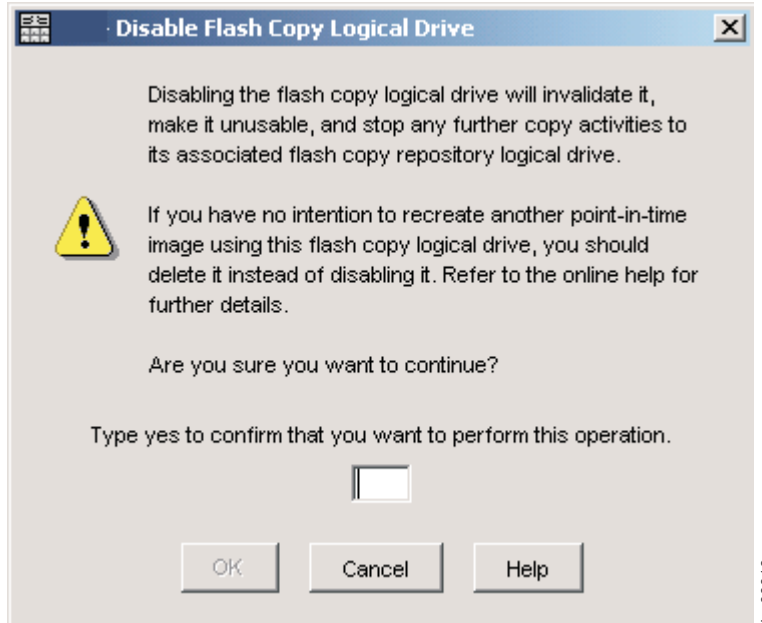 - Disable Flash Copy Logical Drive
Disabling the flash copy logical drive will invalidate it,
make it unusable, and stop any further copy activities to
its associated flash copy repository logical drive.
If you have no intention to recreate another point-in-time
image using this flash copy logical drive, you should
delete it instead of disabling it. Refer to the online help for
further details.
Are you sure you want to continue?
Type yes to confirm that you want to perform this operation.
OK
Cancel
Help